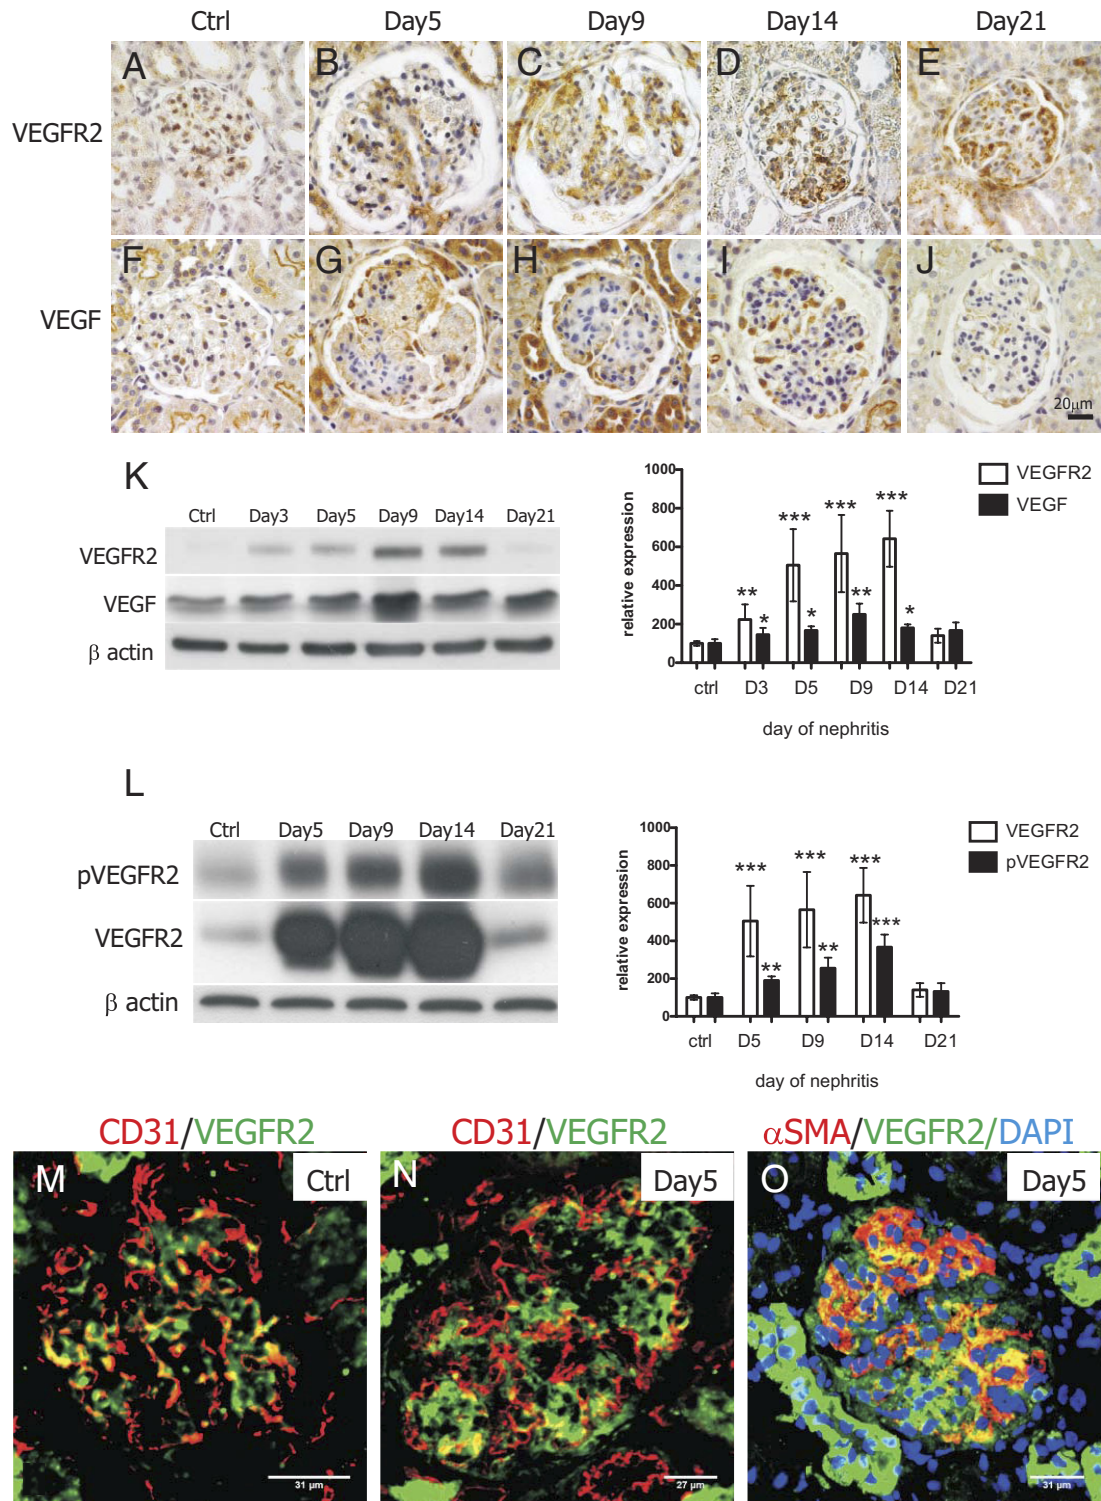 Ctrl Day5 Day9 Day14 Day21
VEGFR2
A B C D E
VEGF
F G H I J
20µm
K
Ctrl Day3 Day5 Day9 Day14 Day21
VEGFR2
VEGF
β actin
relative expression
1000
800
600
400
200
0
** * *** * *** ** *** *
ctrl D3 D5 D9 D14 D21
day of nephritis
VEGFR2
VEGF
L
Ctrl Day5 Day9 Day14 Day21
pVEGFR2
VEGFR2
β actin
relative expression
1000
800
600
400
200
0
*** ** *** ** *** ***
ctrl D5 D9 D14 D21
day of nephritis
VEGFR2
pVEGFR2
CD31/VEGFR2 CD31/VEGFR2 αSMA/VEGFR2/DAPI
M Ctrl N Day5 O Day5
31 µm 27 µm 31 µm